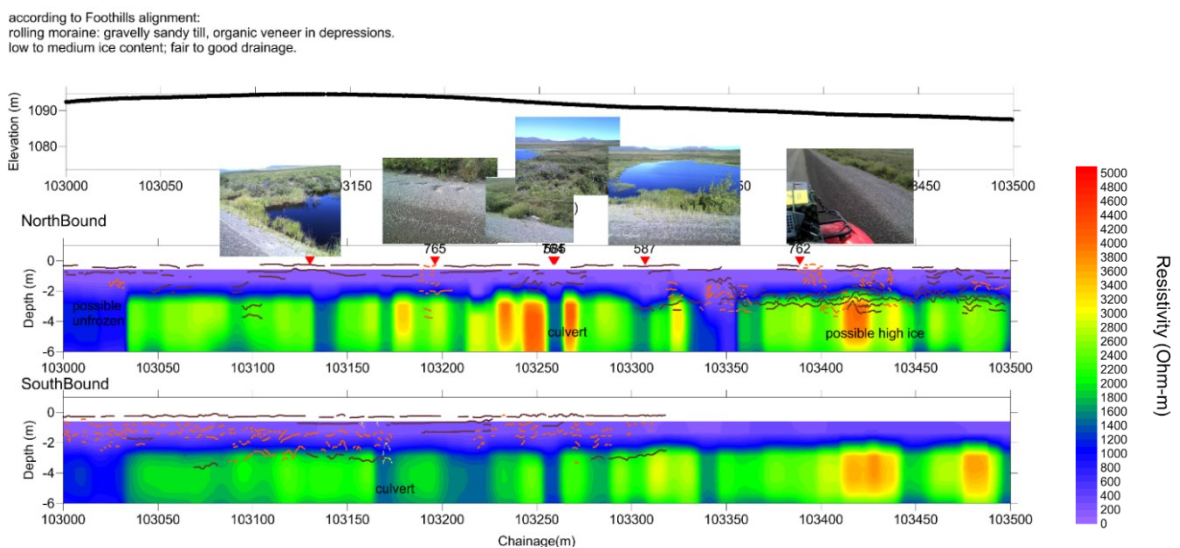 according to Foothills alignment:
rolling moraine: gravelly sandy till, organic veneer in depressions.
low to medium ice content; fair to good drainage.
Elevation (m)
1090
1080
103000 103050 103500
NorthBound
765 587 762
Depth (m)
0
-2
-4
-6
possible
unfrozen
culvert
possible high ice
103000 103050 103100 103150 103200 103250 103300 103350 103400 103450 103500
SouthBound
Depth (m)
0
-2
-4
-6
culvert
103000 103050 103100 103150 103200 103250 103300 103350 103400 103450 103500
Chainage(m)
5000
4800
4600
4400
4200
4000
3800
3600
3400
3200
3000
2800
2600
2400
2200
2000
1800
1600
1400
1200
1000
800
600
400
200
0
Resistivity (Ohm-m)